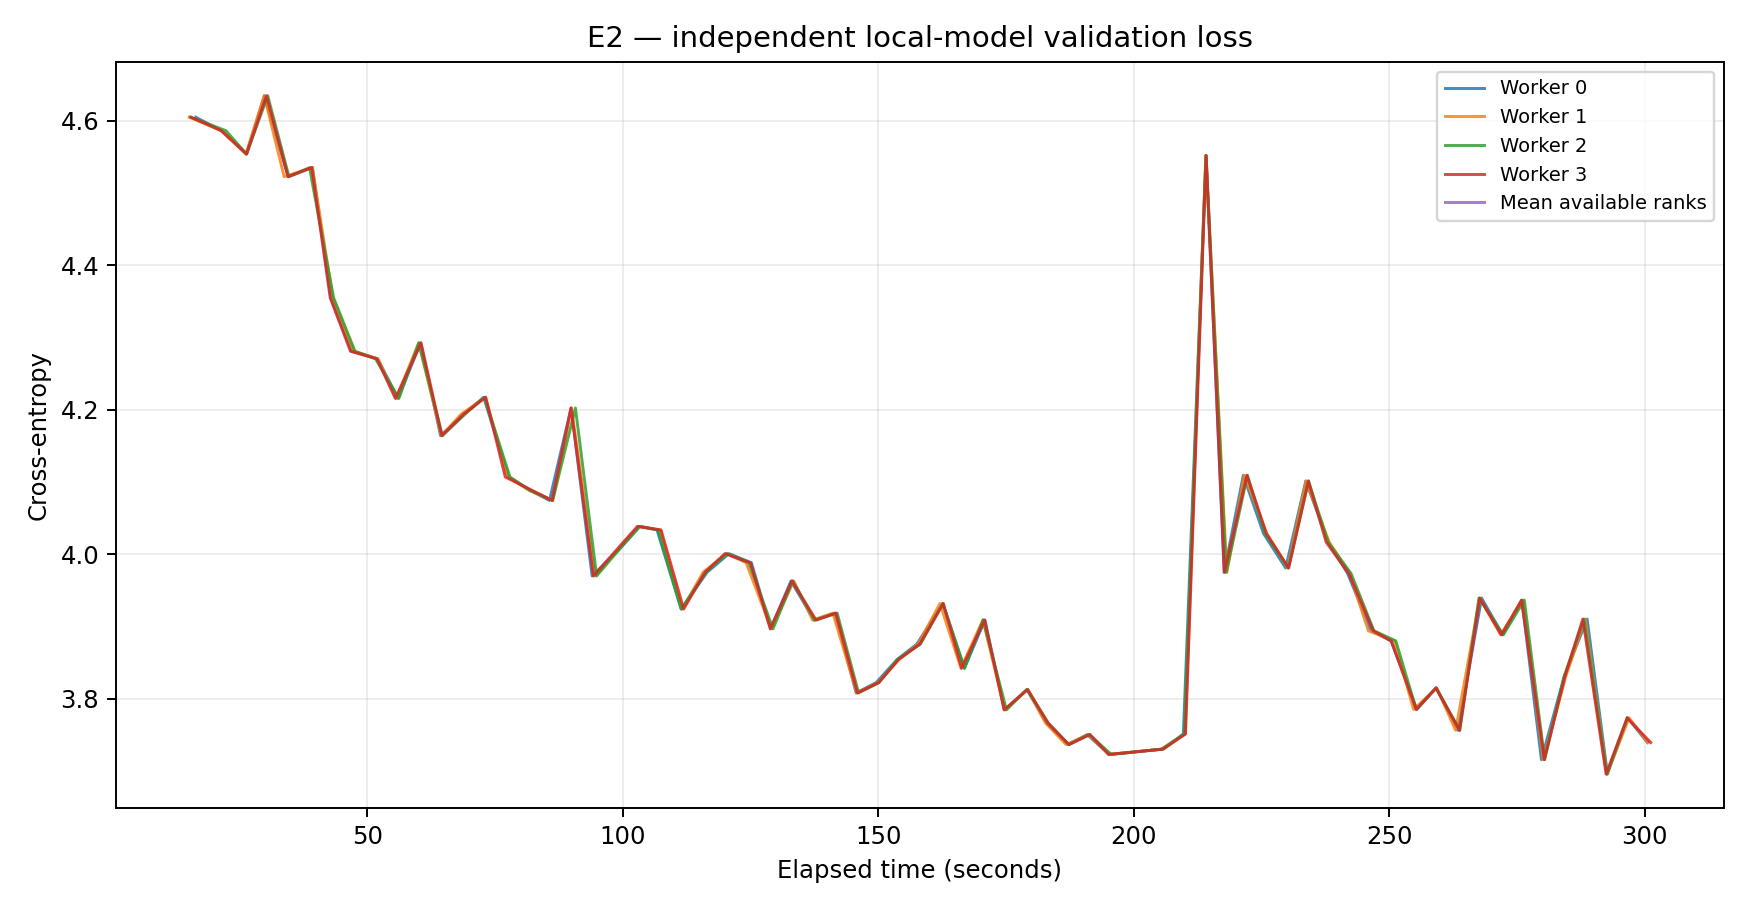 E2 — independent local-model validation loss
Cross-entropy
4.6
4.4
4.2
4.0
3.8
Worker 0
Worker 1
Worker 2
Worker 3
Mean available ranks
50
100
150
200
250
300
Elapsed time (seconds)